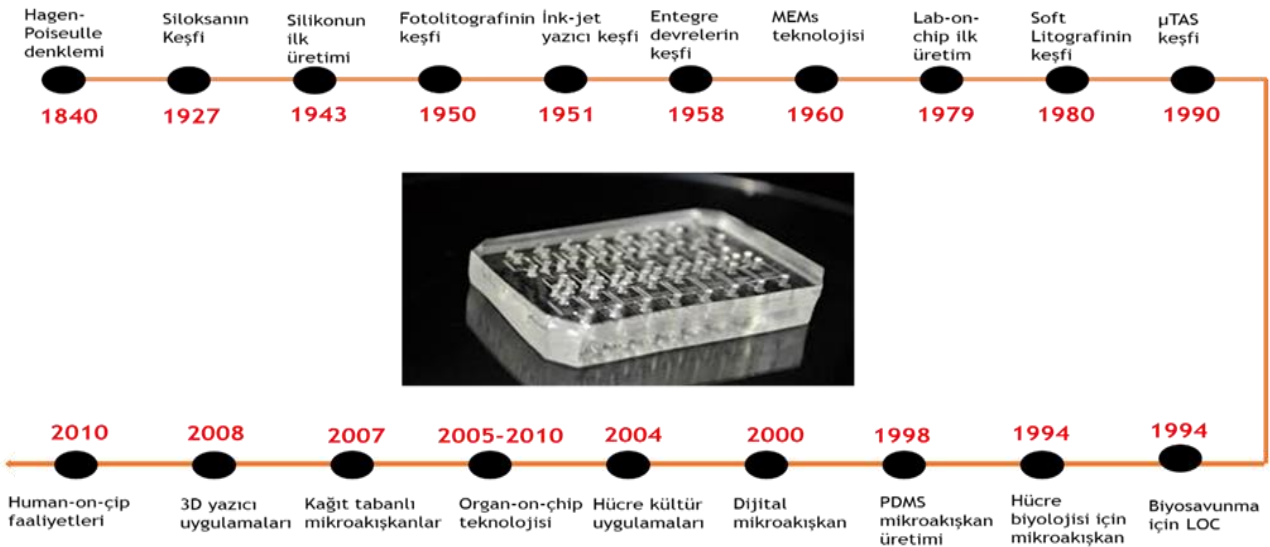 Hagen-
Poiseulle
denklemi
Siloksanın
Keşfi
Silikonun
ilk
üretimi
Fotolitografinin
keşfi
İnk-jet
yazıcı keşfi
Entegre
devrelerin
keşfi
MEMs
teknolojisi
Lab-on-
chip ilk
üretim
Soft
Litografinin
keşfi
µTAS
keşfi
1840
1927
1943
1950
1951
1958
1960
1979
1980
1990
2010
2008
2007
2005-2010
2004
2000
1998
1994
1994
Human-on-çip
faaliyetleri
3D yazıcı
uygulamaları
Kağıt tabanlı
mikroakışkanlar
Organ-on-çhip
teknolojisi
Hücre kültür
uygulamaları
Dijital
mikroakışkan
PDMS
mikroakışkan
üretimi
Hücre
biyolojisi için
mikroakışkan
Biyosavunma
için LOC